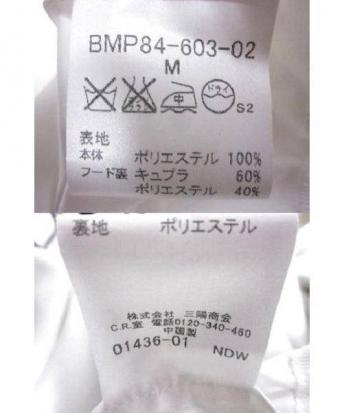 BMP84-603-02
M
中 ドライ
S2
表地
本体 ポリエステル 100%
フード裏 キュプラ 60%
ポリエステル 40%
裏地 ポリエステル
株式会社 三陽商会
C.R.室 電話0120-340-460
中国製
01436-01 NDW